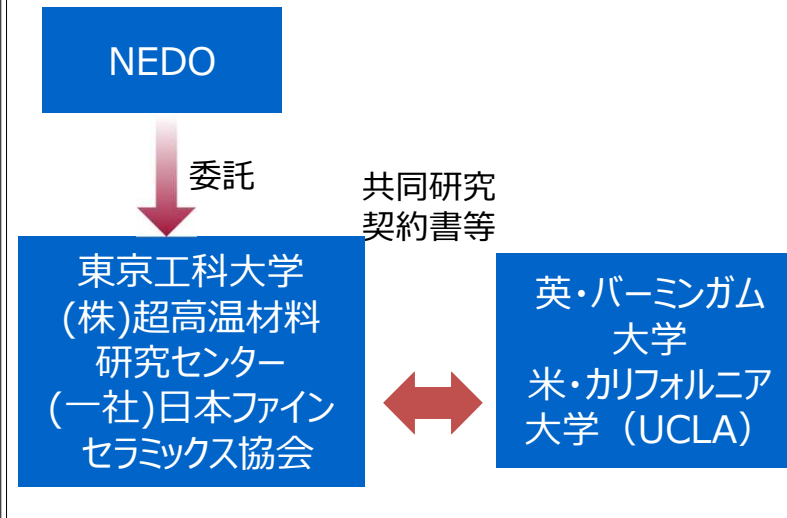 NEDO
委託
共同研究
契約書等
東京工科大学
(株)超高温材料
研究センター
(一社)日本ファイン
セラミックス協会
英・バーミンガム
大学
米・カリフォルニア
大学（UCLA）